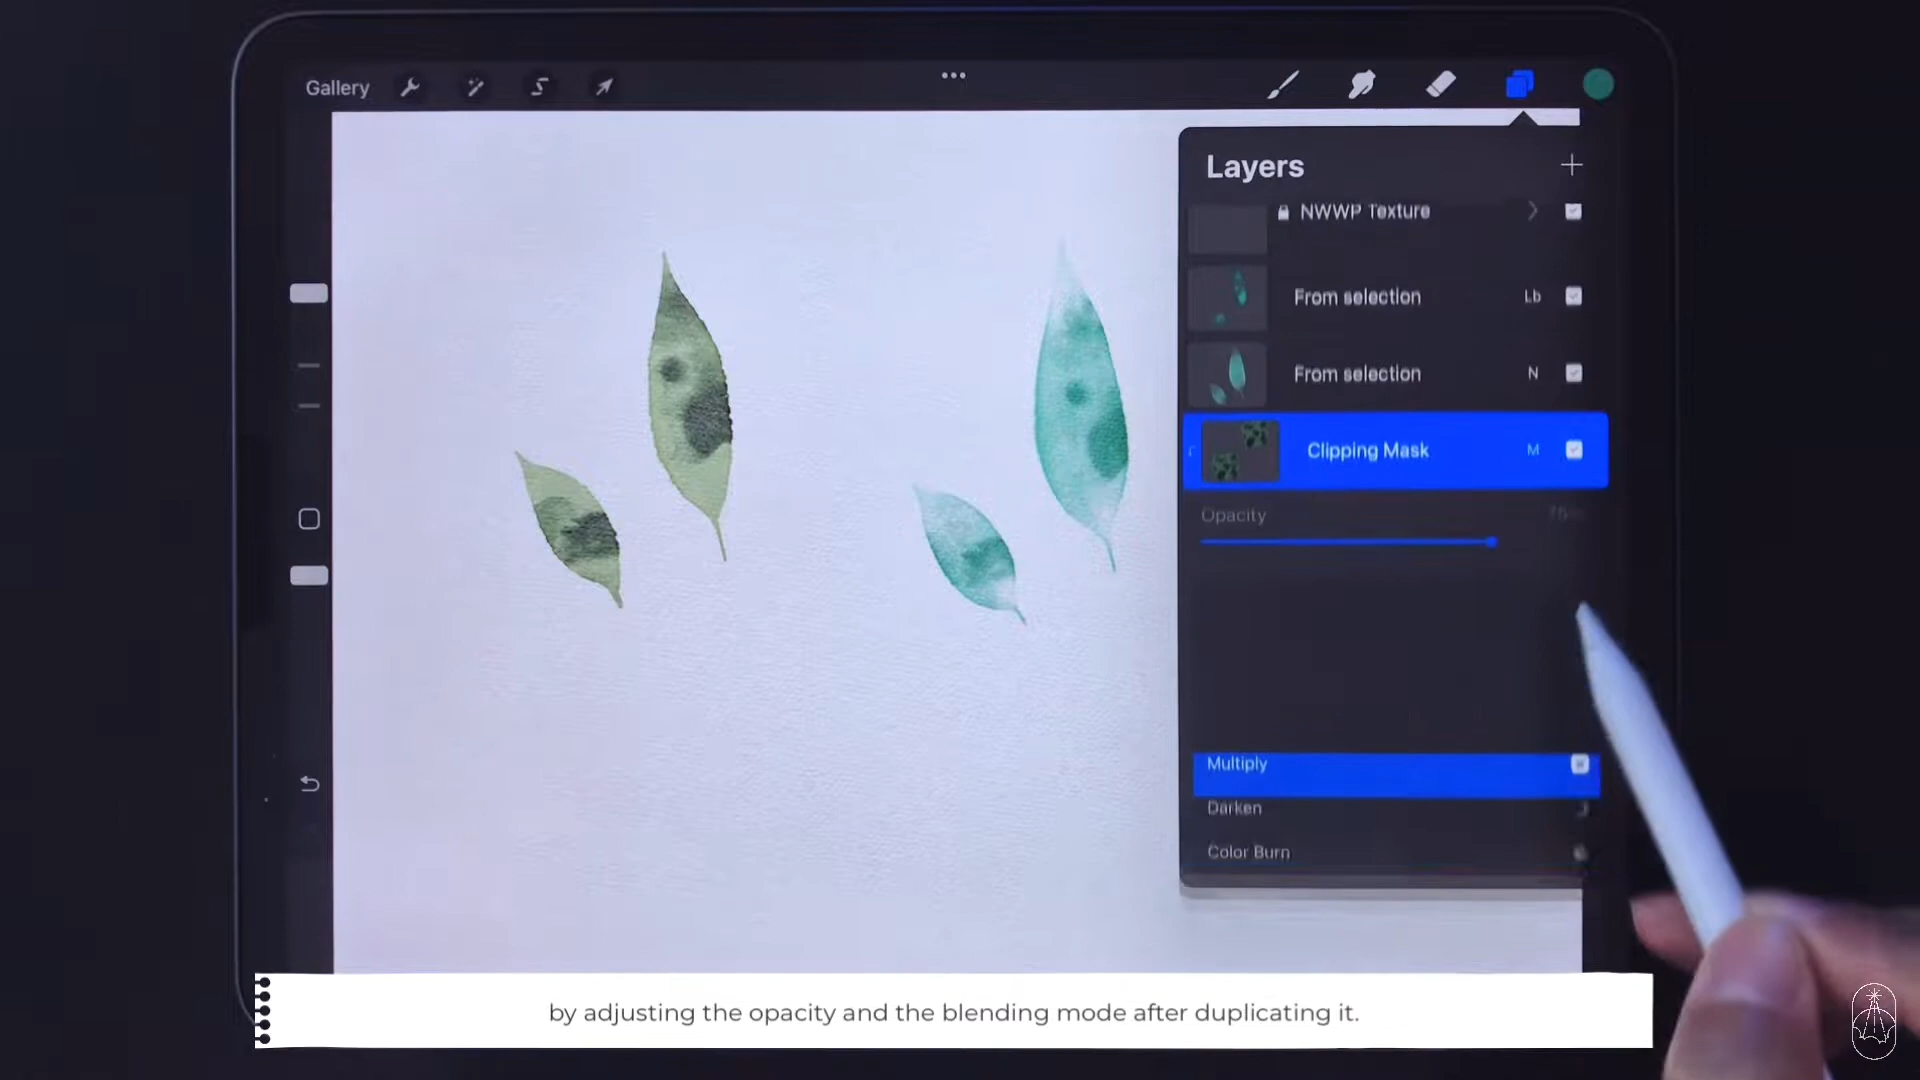 Gallery
Layers
NWWP Texture
From selection Lb
From selection N
Clipping Mask M
Opacity
Multiply
Darken
Color Burn
by adjusting the opacity and the blending mode after duplicating it.